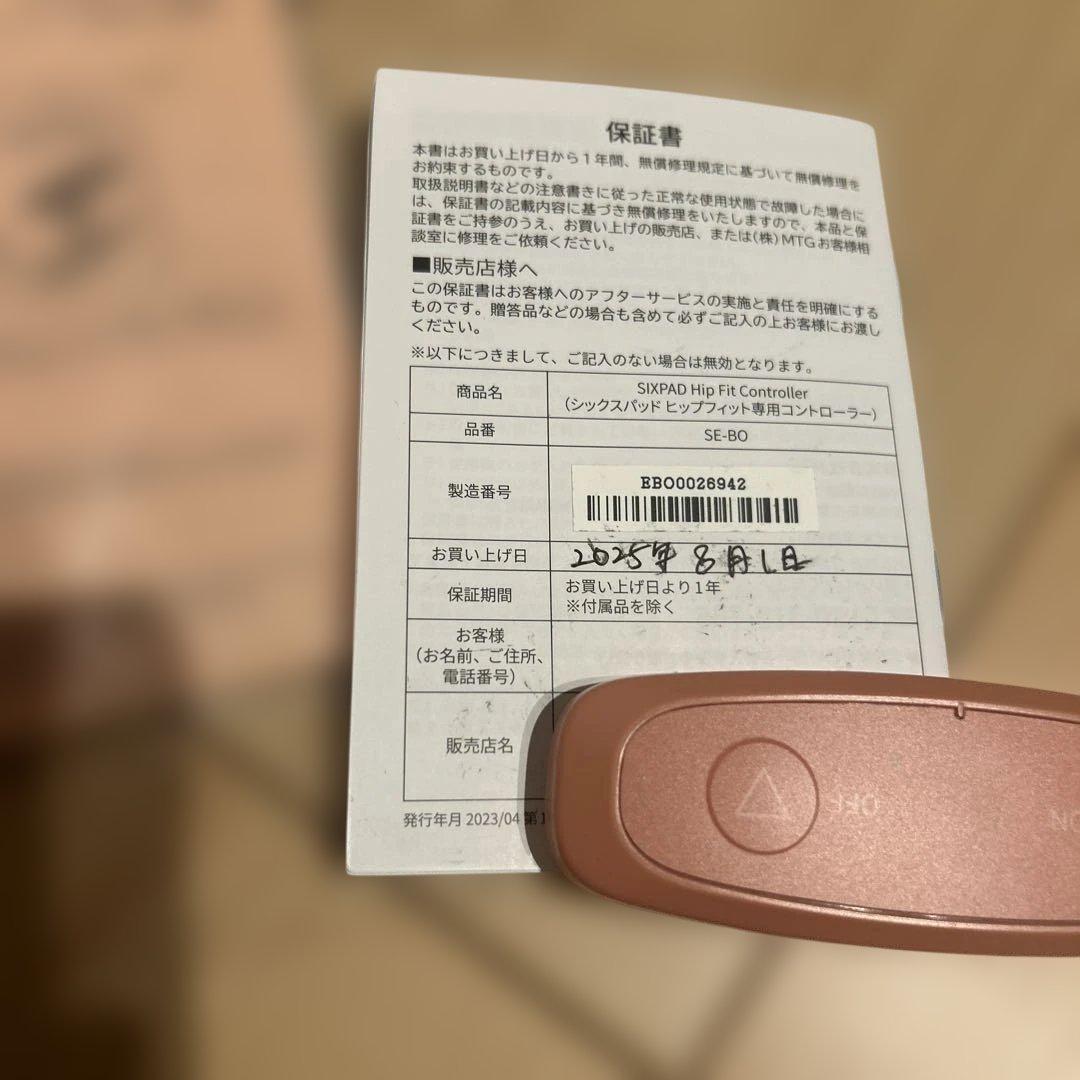 保証書
本書はお買い上げ日から1年間、無償修理規定に基づいて無償修理を
お約束するものです。
取扱説明書などの注意書きに従った正常な使用状態で故障した場合に
は、保証書の記載内容に基づき無償修理をいたしますので、本品と保
証書をご持参のうえ、お買い上げの販売店、または(株)MTGお客様相
談室に修理をご依頼ください。
■販売店様へ
この保証書はお客様へのアフターサービスの実施と責任を明確にする
ものです。贈答品などの場合も含めて必ずご記入の上お客様にお渡し
ください。
※以下につきまして、ご記入のない場合は無効となります。
商品名
SIXPAD Hip Fit Controller
(シックスパッド ヒップフィット専用コントローラー)
品番
SE-BO
製造番号
EBO0026942
お買い上げ日
2025年8月1日
保証期間
お買い上げ日より1年
※付属品を除く
お客様
(お名前、ご住所、
電話番号)
販売店名
発行年月 2023/04 第1
OFF
ON